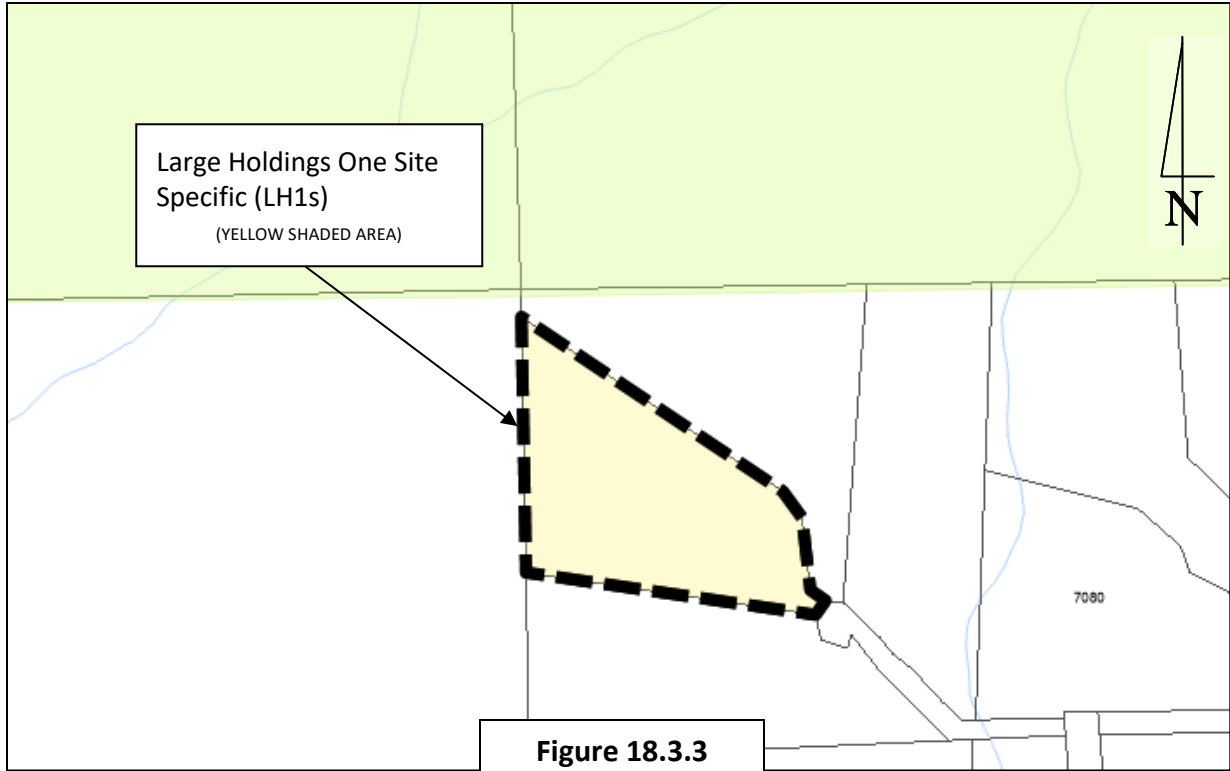 Large Holdings One Site
Specific (LH1s)
(YELLOW SHADED AREA)
N
7080
Figure 18.3.3